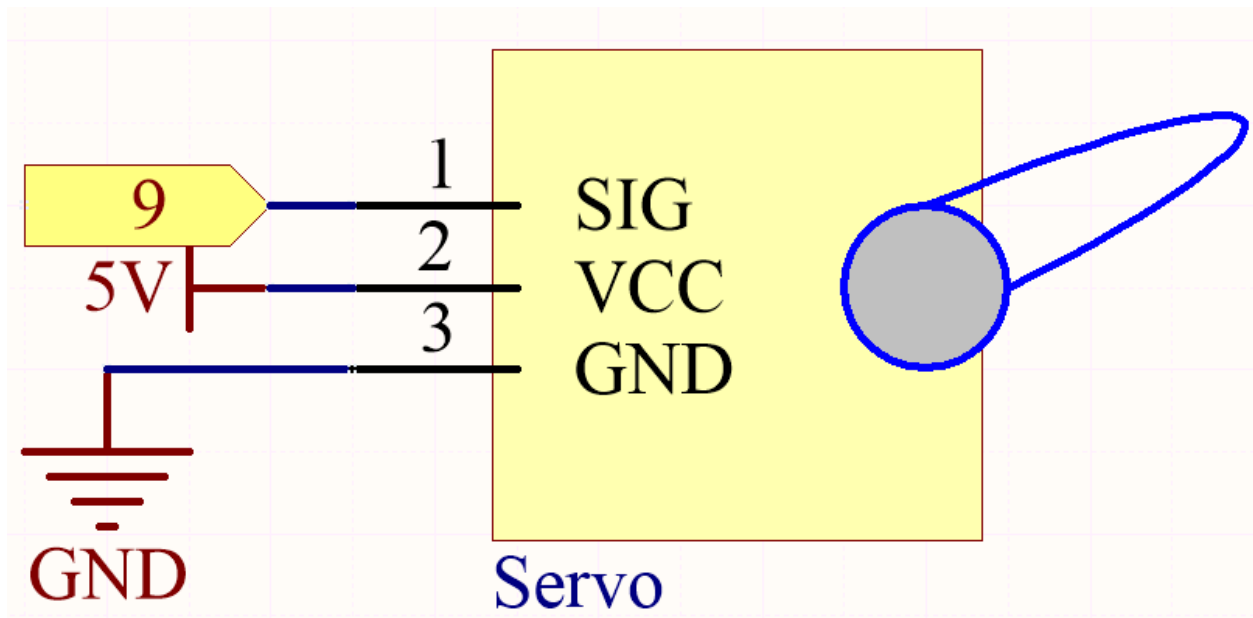 1
9 SIG
2
5V VCC
3
GND
GND
Servo